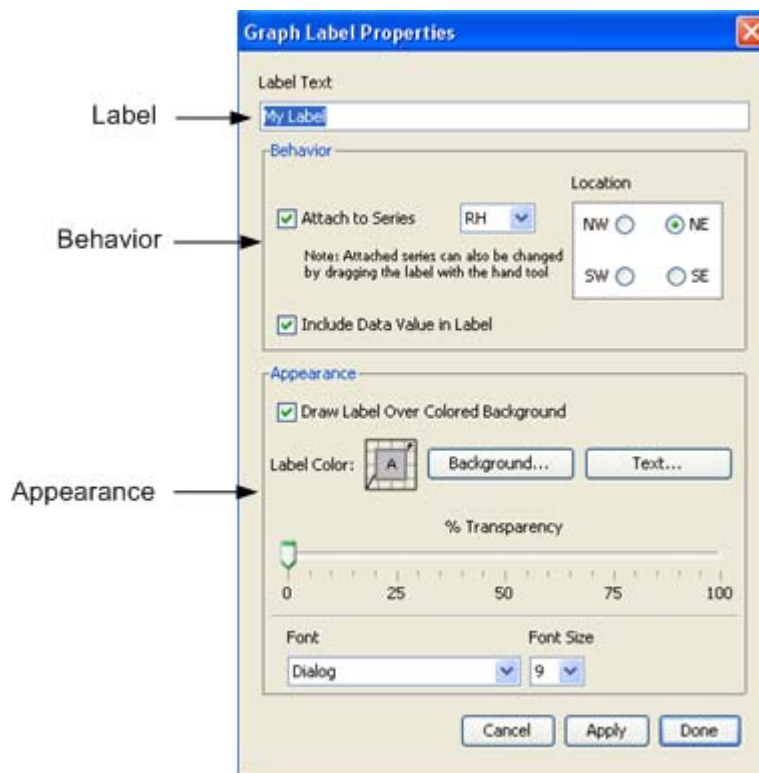 Graph Label Properties
Label Text
Label
My Label
Behavior
Location
Attach to Series
RH
NW
NE
Behavior
Note: Attached series can also be changed
by dragging the label with the hand tool
SW
SE
Include Data Value in Label
Appearance
Draw Label Over Colored Background
Label Color:
A
Background...
Text...
Appearance
% Transparency
0 25 50 75 100
Font
Font Size
Dialog
9
Cancel
Apply
Done